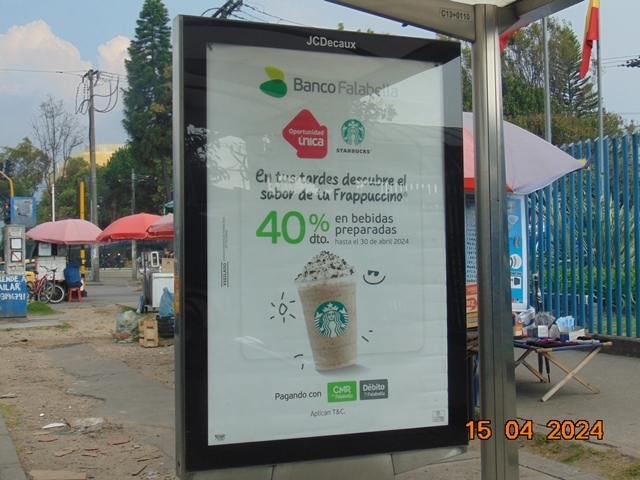 C13+0110
JCDecaux
Banco Falabella
Oportunidad
única
STARBUCKS
En tus tardes descubre el
sabor de tu Frappuccino®
40%
dto.
en bebidas
preparadas
hasta el 30 de abril 2024
VIGILADO
Pagando con
CMR
Falabella
Débito
Falabella
Aplican T&C.
15 04 2024